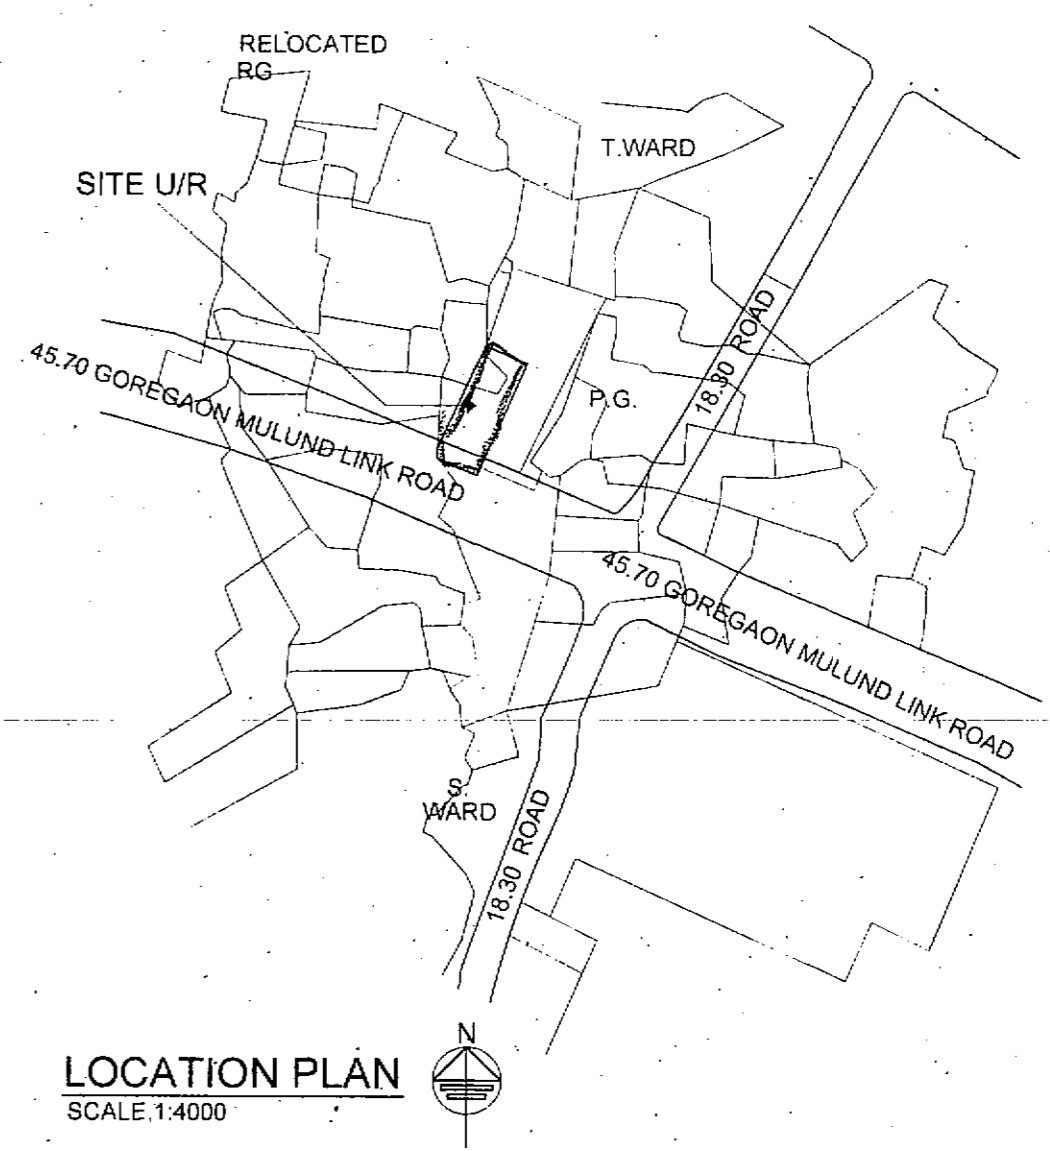 RELOCATED
RG
T.WARD
SITE U/R
18.30 ROAD
45.70 GOREGAON MULUND LINK ROAD
P.G.
45.70 GOREGAON MULUND LINK ROAD
S.
WARD
18.30 ROAD
N
LOCATION PLAN
SCALE,1:4000